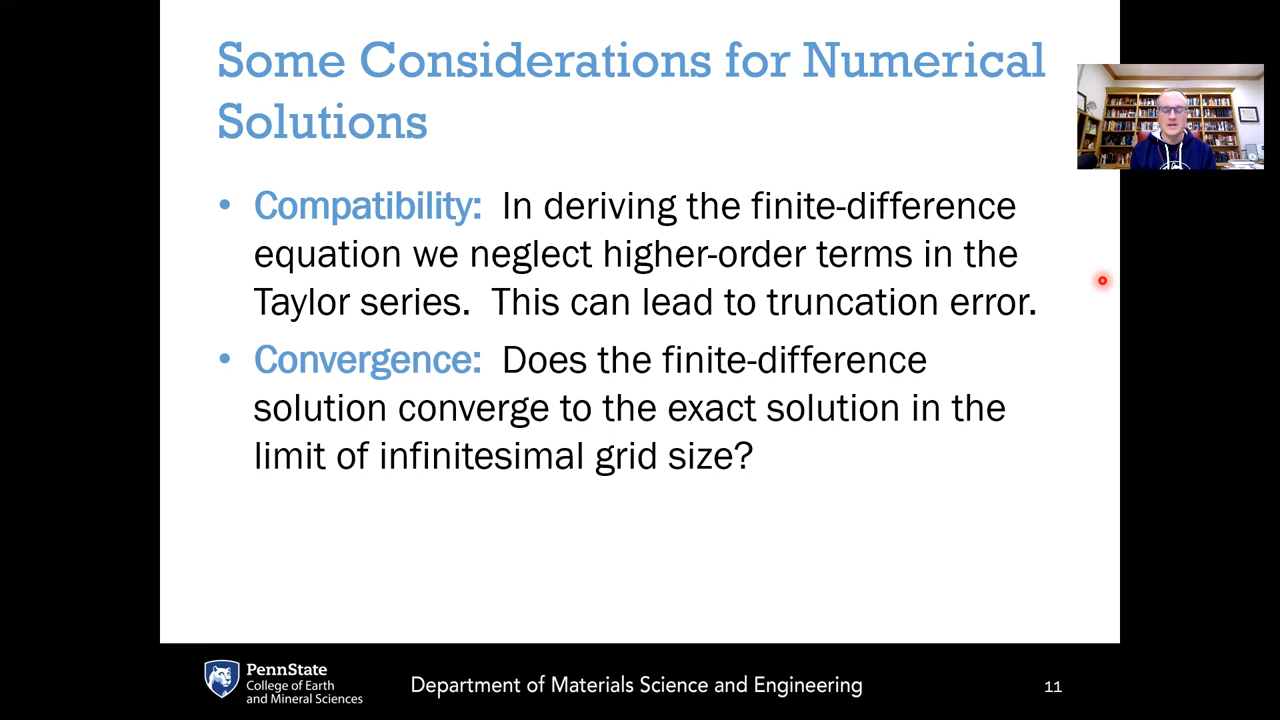 Some Considerations for Numerical
Solutions
• Compatibility: In deriving the finite-difference
equation we neglect higher-order terms in the
Taylor series. This can lead to truncation error.
• Convergence: Does the finite-difference
solution converge to the exact solution in the
limit of infinitesimal grid size?
PennState
College of Earth
and Mineral Sciences
Department of Materials Science and Engineering
11